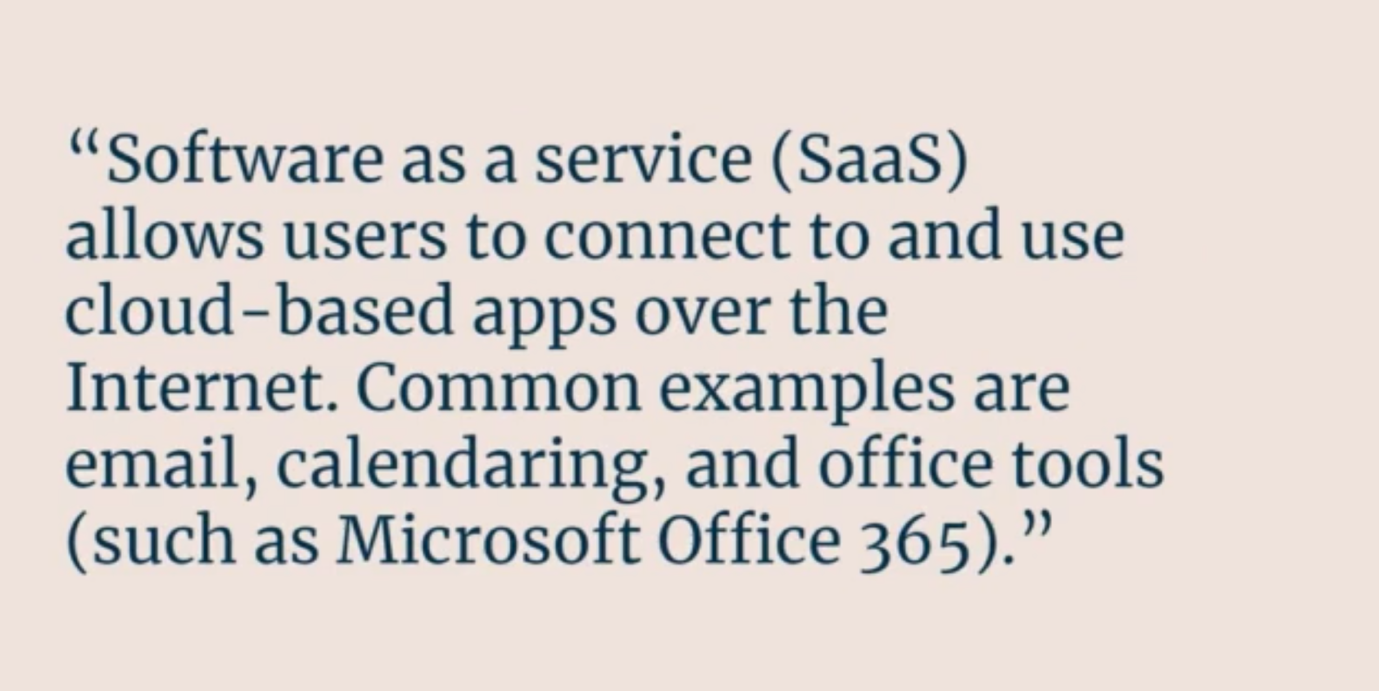 “Software as a service (SaaS)
allows users to connect to and use
cloud-based apps over the
Internet. Common examples are
email, calendaring, and office tools
(such as Microsoft Office 365).”